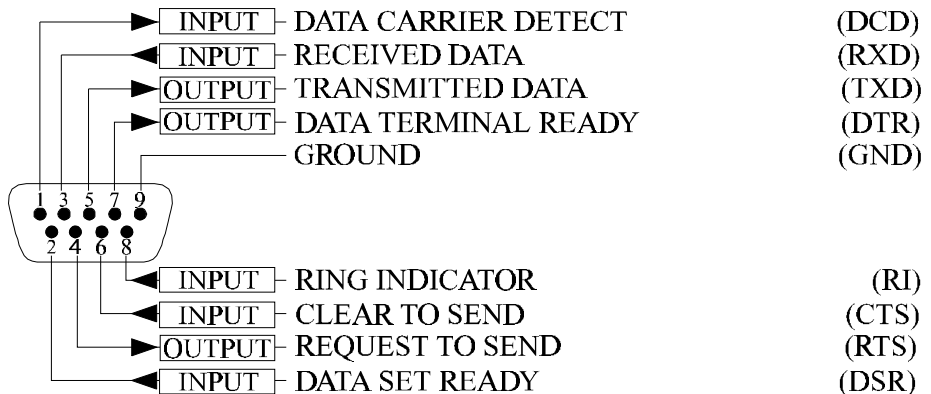 INPUT DATA CARRIER DETECT (DCD)
INPUT RECEIVED DATA (RXD)
OUTPUT TRANSMITTED DATA (TXD)
OUTPUT DATA TERMINAL READY (DTR)
GROUND (GND)
1 3 5 7 9
2 4 6 8
INPUT RING INDICATOR (RI)
INPUT CLEAR TO SEND (CTS)
OUTPUT REQUEST TO SEND (RTS)
INPUT DATA SET READY (DSR)